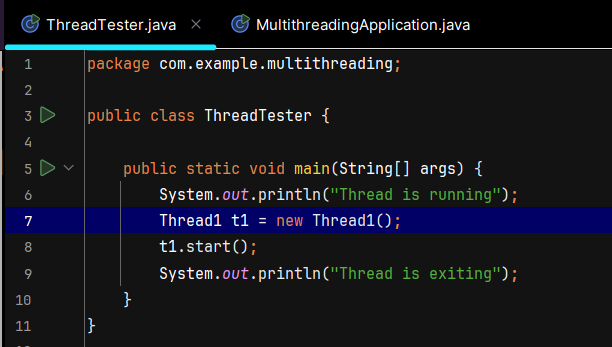 ThreadTester.java × MultithreadingApplication.java
1 package com.example.multithreading;
2
3 public class ThreadTester {
4
5 public static void main(String[] args) {
6 System.out.println("Thread is running");
7 Thread1 t1 = new Thread1();
8 t1.start();
9 System.out.println("Thread is exiting");
10 }
11 }